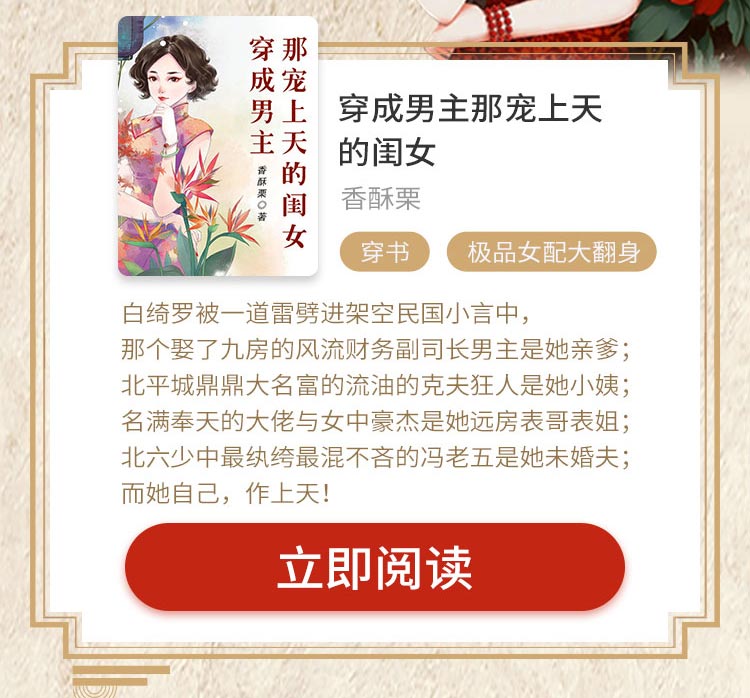 那宠上天的闺女
穿成男主
香酥栗◎著
穿成男主那宠上天
的闺女
香酥栗
穿书
极品女配大翻身
白绮罗被一道雷劈进架空民国小言中，
那个娶了九房的风流财务副司长男主是她亲爹；
北平城鼎鼎大名富的流油的克夫狂人是她小姨；
名满奉天的大佬与女中豪杰是她远房表哥表姐；
北六少中最纨绔最混不吝的冯老五是她未婚夫；
而她自己，作上天！
立即阅读